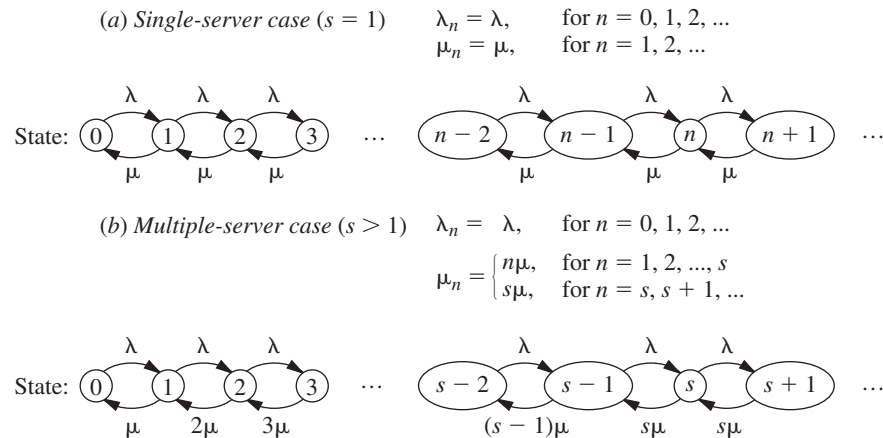 (a) Single-server case (s = 1) λₙ = λ, for n = 0, 1, 2, ...
μₙ = μ, for n = 1, 2, ...
λ λ λ λ λ λ
State: 0 1 2 3 ... n − 2 n − 1 n n + 1 ...
μ μ μ μ μ μ
(b) Multiple-server case (s > 1) λₙ = λ, for n = 0, 1, 2, ...
μₙ = { nμ, for n = 1, 2, ..., s
sμ, for n = s, s + 1, ...
λ λ λ λ λ λ
State: 0 1 2 3 ... s − 2 s − 1 s s + 1 ...
μ 2μ 3μ (s − 1)μ sμ sμ